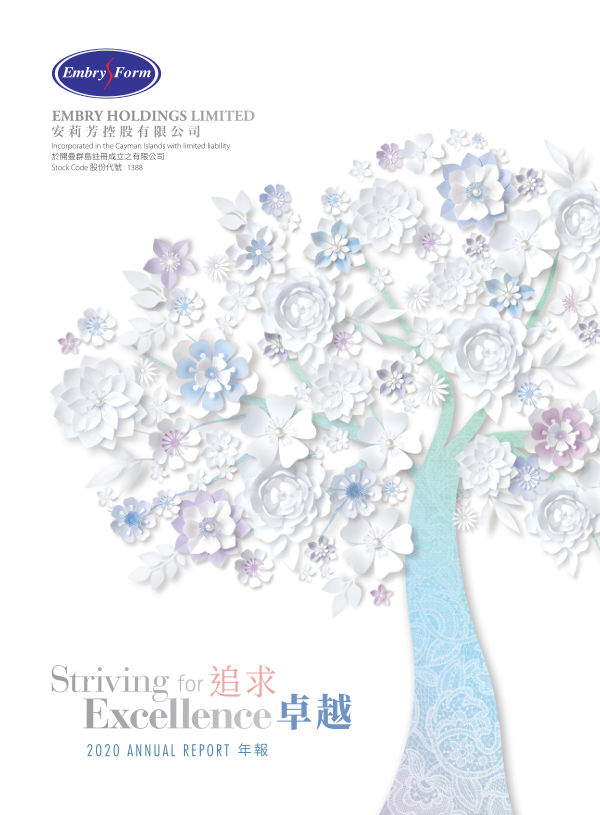 Embry Form
EMBRY HOLDINGS LIMITED
安莉芳控股有限公司
Incorporated in the Cayman Islands with limited liability
於開曼群島註冊成立之有限公司
Stock Code 股份代號 : 1388
Striving for 追求
Excellence 卓越
2020 ANNUAL REPORT 年報